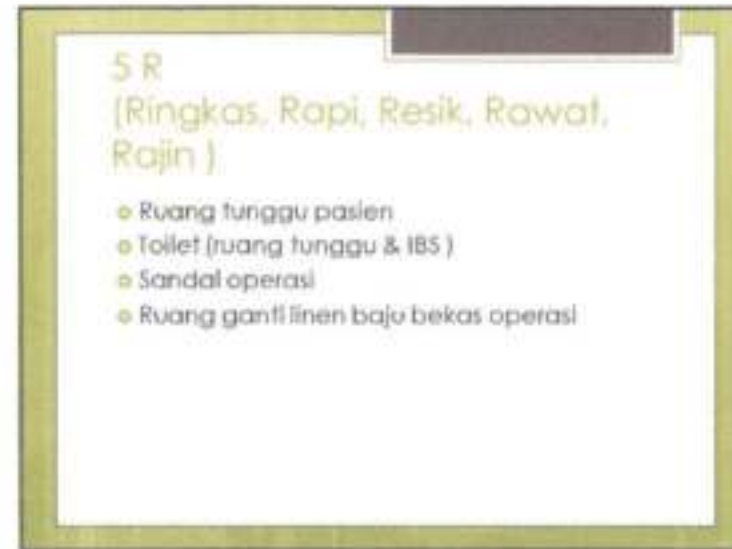 5 R
(Ringkas, Rapi, Resik, Rawat,
Rajin )
Ruang tunggu pasien
Toilet (ruang tunggu & IBS )
Sandal operasi
Ruang ganti linen baju bekas operasi